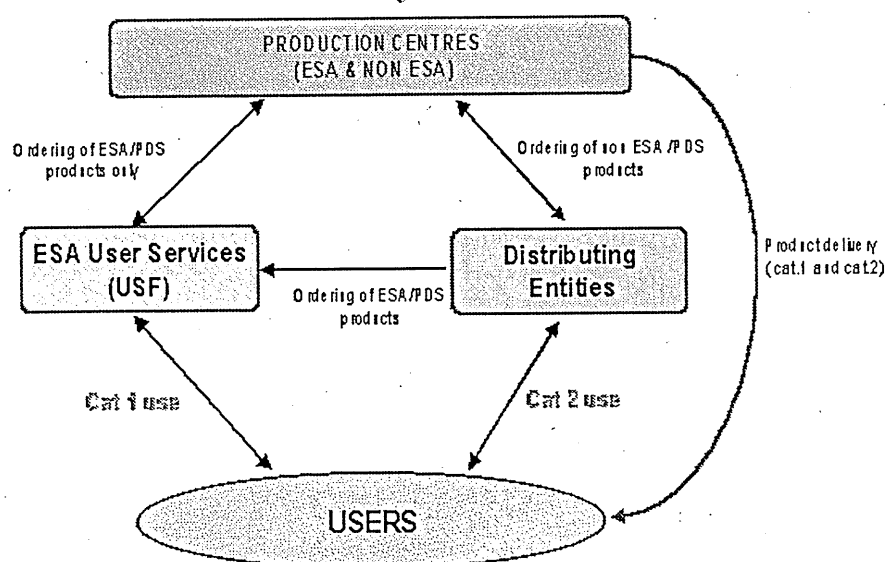 PRODUCTION CENTRES
(ESA & NON ESA)
Ordering of ESA/PDS
products only
Ordering of non ESA/PDS
products
ESA User Services
(USF)
Distributing
Entities
Product delivery
(cat.1 and cat.2)
Ordering of ESA/PDS
products
Cat 1 use
Cat 2 use
USERS